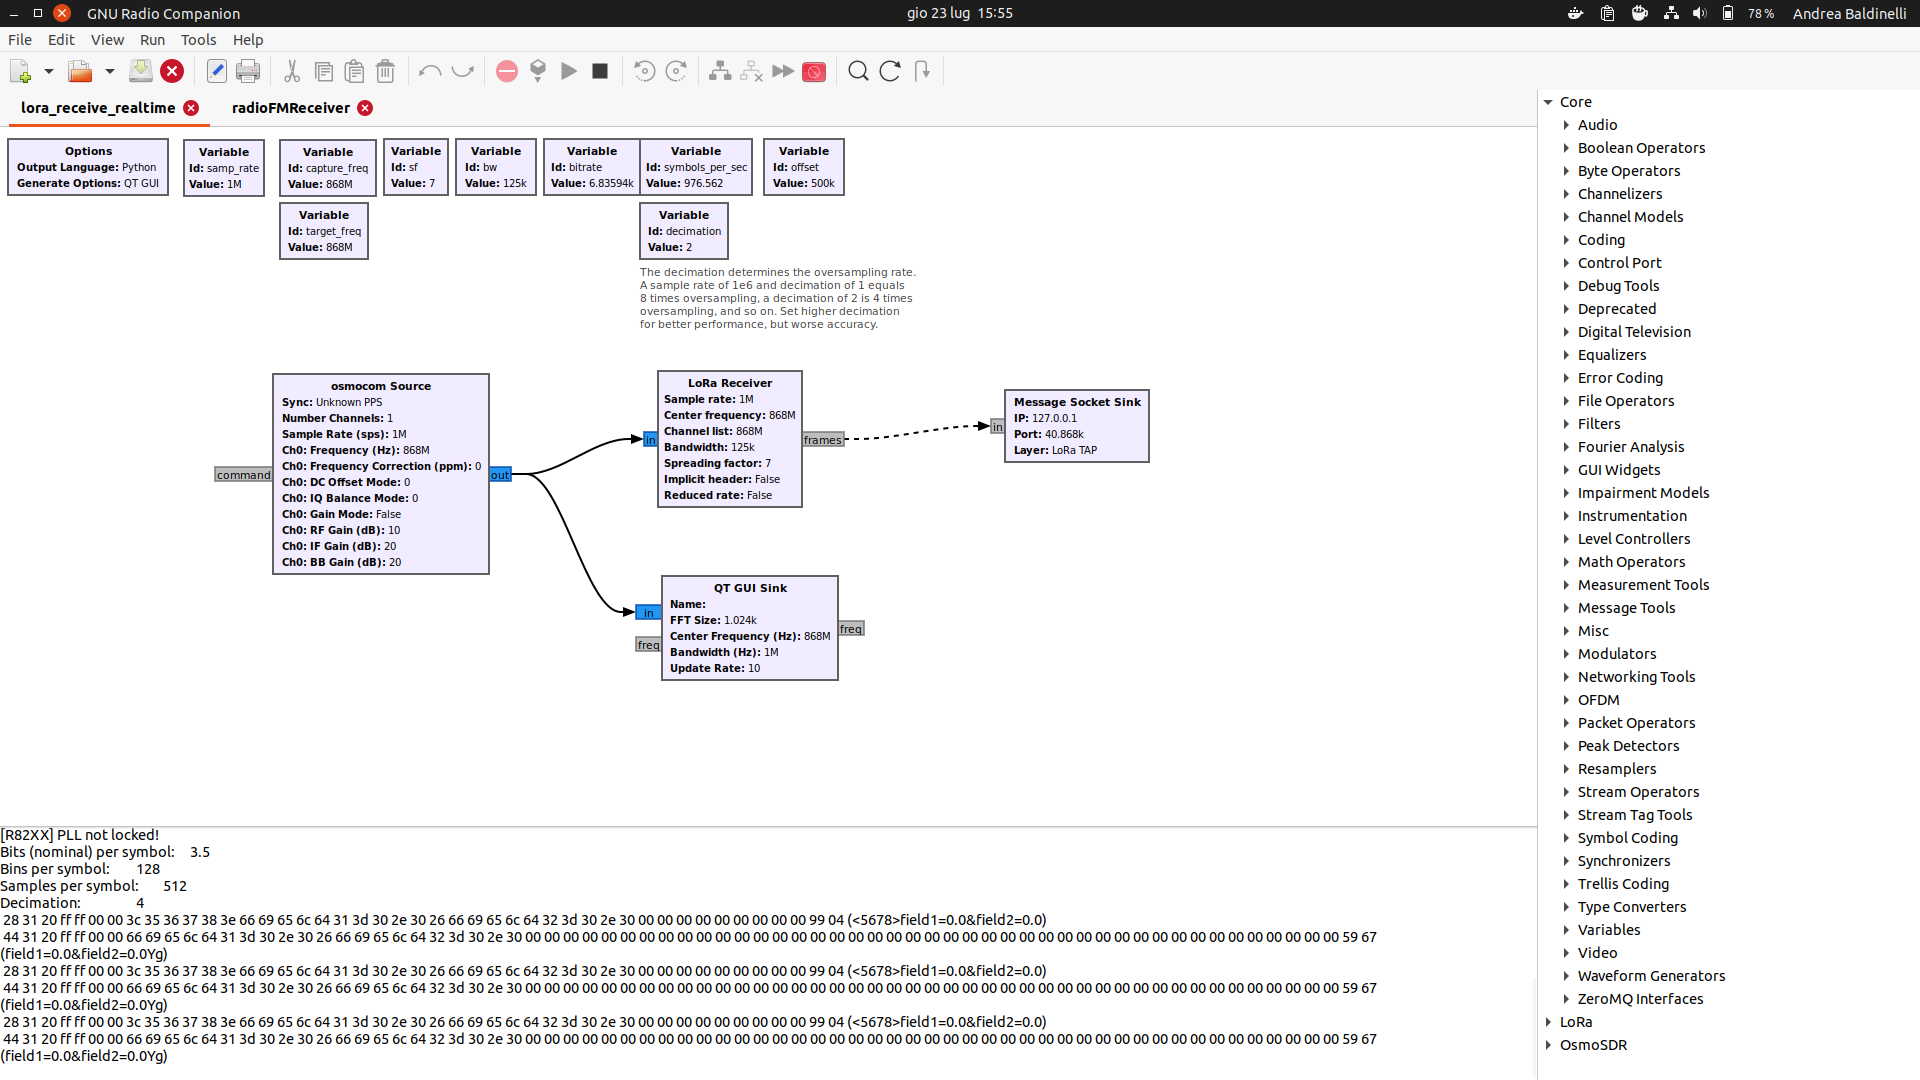 GNU Radio Companion
gio 23 lug 15:55
78 %
Andrea Baldinelli
File Edit View Run Tools Help
lora_receive_realtime
radioFMReceiver
Options
Output Language: Python
Generate Options: QT GUI
Variable
Id: samp_rate
Value: 1M
Variable
Id: capture_freq
Value: 868M
Variable
Id: sf
Value: 7
Variable
Id: bw
Value: 125k
Variable
Id: bitrate
Value: 6.83594k
Variable
Id: symbols_per_sec
Value: 976.562
Variable
Id: offset
Value: 500k
Variable
Id: target_freq
Value: 868M
Variable
Id: decimation
Value: 2
The decimation determines the oversampling rate.
A sample rate of 1e6 and decimation of 1 equals
8 times oversampling, a decimation of 2 is 4 times
oversampling, and so on. Set higher decimation
for better performance, but worse accuracy.
command
osmocom Source
Sync: Unknown PPS
Number Channels: 1
Sample Rate (sps): 1M
Ch0: Frequency (Hz): 868M
Ch0: Frequency Correction (ppm): 0
Ch0: DC Offset Mode: 0
Ch0: IQ Balance Mode: 0
Ch0: Gain Mode: False
Ch0: RF Gain (dB): 10
Ch0: IF Gain (dB): 20
Ch0: BB Gain (dB): 20
out
in
LoRa Receiver
Sample rate: 1M
Center frequency: 868M
Channel list: 868M
Bandwidth: 125k
Spreading factor: 7
Implicit header: False
Reduced rate: False
frames
in
Message Socket Sink
IP: 127.0.0.1
Port: 40.868k
Layer: LoRa TAP
in
freq
QT GUI Sink
Name:
FFT Size: 1.024k
Center Frequency (Hz): 868M
Bandwidth (Hz): 1M
Update Rate: 10
freq
[R82XX] PLL not locked!
Bits (nominal) per symbol: 3.5
Bins per symbol: 128
Samples per symbol: 512
Decimation: 4
28 31 20 ff ff 00 00 3c 35 36 37 38 3e 66 69 65 6c 64 31 3d 30 2e 30 26 66 69 65 6c 64 32 3d 30 2e 30 00 00 00 00 00 00 00 00 00 99 04 (<5678>field1=0.0&field2=0.0)
44 31 20 ff ff 00 00 66 69 65 6c 64 31 3d 30 2e 30 26 66 69 65 6c 64 32 3d 30 2e 30 00 00 00 00 00 00 00 00 00 00 00 00 00 00 00 00 00 00 00 00 00 00 00 00 00 00 00 00 00 00 00 00 00 00 00 59 67
(field1=0.0&field2=0.0Yg)
28 31 20 ff ff 00 00 3c 35 36 37 38 3e 66 69 65 6c 64 31 3d 30 2e 30 26 66 69 65 6c 64 32 3d 30 2e 30 00 00 00 00 00 00 00 00 00 99 04 (<5678>field1=0.0&field2=0.0)
44 31 20 ff ff 00 00 66 69 65 6c 64 31 3d 30 2e 30 26 66 69 65 6c 64 32 3d 30 2e 30 00 00 00 00 00 00 00 00 00 00 00 00 00 00 00 00 00 00 00 00 00 00 00 00 00 00 00 00 00 00 00 00 00 00 00 59 67
(field1=0.0&field2=0.0Yg)
28 31 20 ff ff 00 00 3c 35 36 37 38 3e 66 69 65 6c 64 31 3d 30 2e 30 26 66 69 65 6c 64 32 3d 30 2e 30 00 00 00 00 00 00 00 00 00 99 04 (<5678>field1=0.0&field2=0.0)
44 31 20 ff ff 00 00 66 69 65 6c 64 31 3d 30 2e 30 26 66 69 65 6c 64 32 3d 30 2e 30 00 00 00 00 00 00 00 00 00 00 00 00 00 00 00 00 00 00 00 00 00 00 00 00 00 00 00 00 00 00 00 00 00 00 00 59 67
(field1=0.0&field2=0.0Yg)
Core
Audio
Boolean Operators
Byte Operators
Channelizers
Channel Models
Coding
Control Port
Debug Tools
Deprecated
Digital Television
Equalizers
Error Coding
File Operators
Filters
Fourier Analysis
GUI Widgets
Impairment Models
Instrumentation
Level Controllers
Math Operators
Measurement Tools
Message Tools
Misc
Modulators
Networking Tools
OFDM
Packet Operators
Peak Detectors
Resamplers
Stream Operators
Stream Tag Tools
Symbol Coding
Synchronizers
Trellis Coding
Type Converters
Variables
Video
Waveform Generators
ZeroMQ Interfaces
LoRa
OsmoSDR